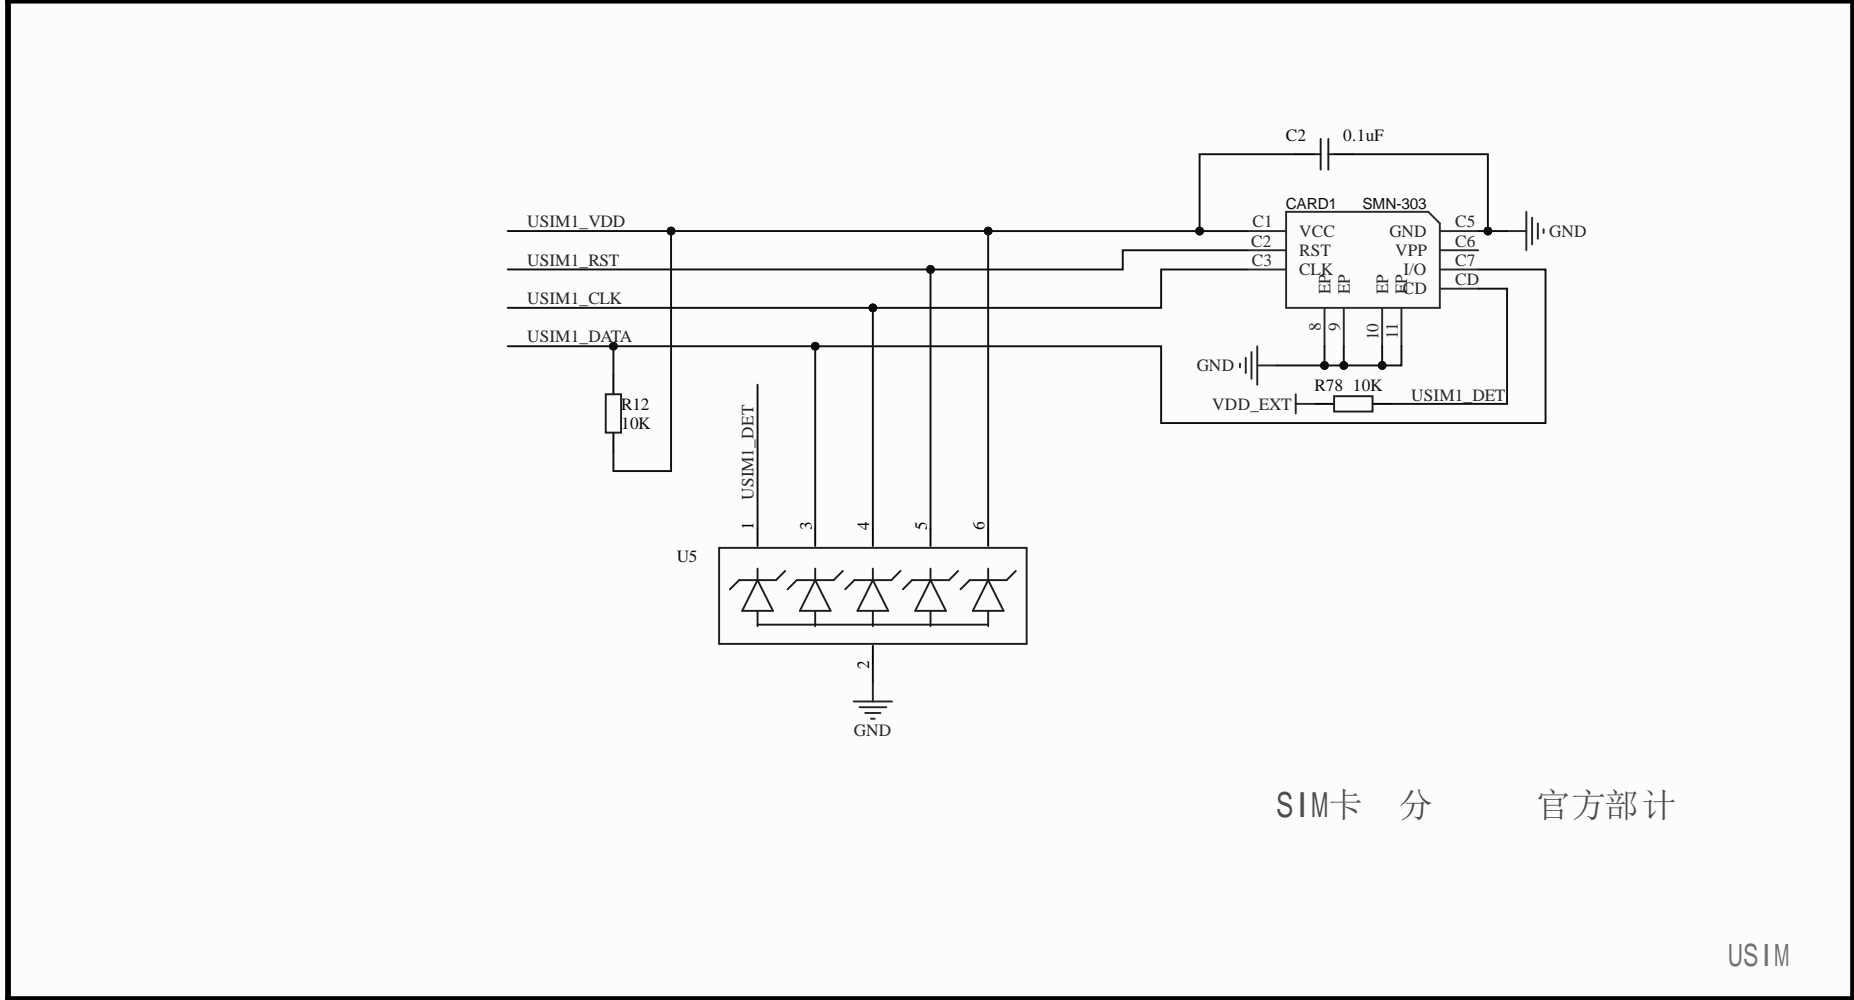 C2 0.1uF
CARD1 SMN-303
USIM1_VDD
C1 VCC GND C5
GND
C2 RST VPP C6
USIM1_RST
C3 CLK I/O C7
EP EP EP EP CD CD
USIM1_CLK
8 9 10 11
USIM1_DATA
GND
R78 10K
VDD_EXT
USIM1_DET
R12
10K
USIM1_DET
1 3 4 5 6
U5
2
GND
SIM卡 分 官方部计
USIM